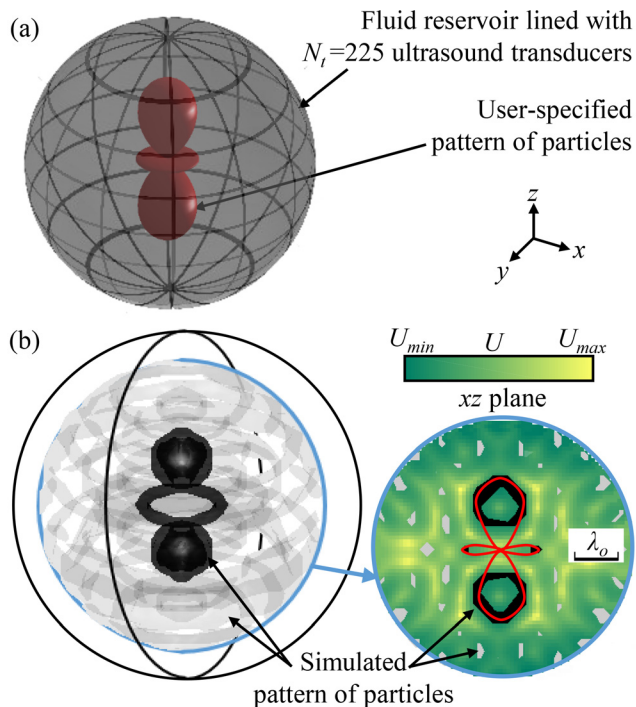 (a)
Fluid reservoir lined with
N_t=225 ultrasound transducers
User-specified
pattern of particles
z
x
y
(b)
U_min U U_max
xz plane
λ_o
Simulated
pattern of particles